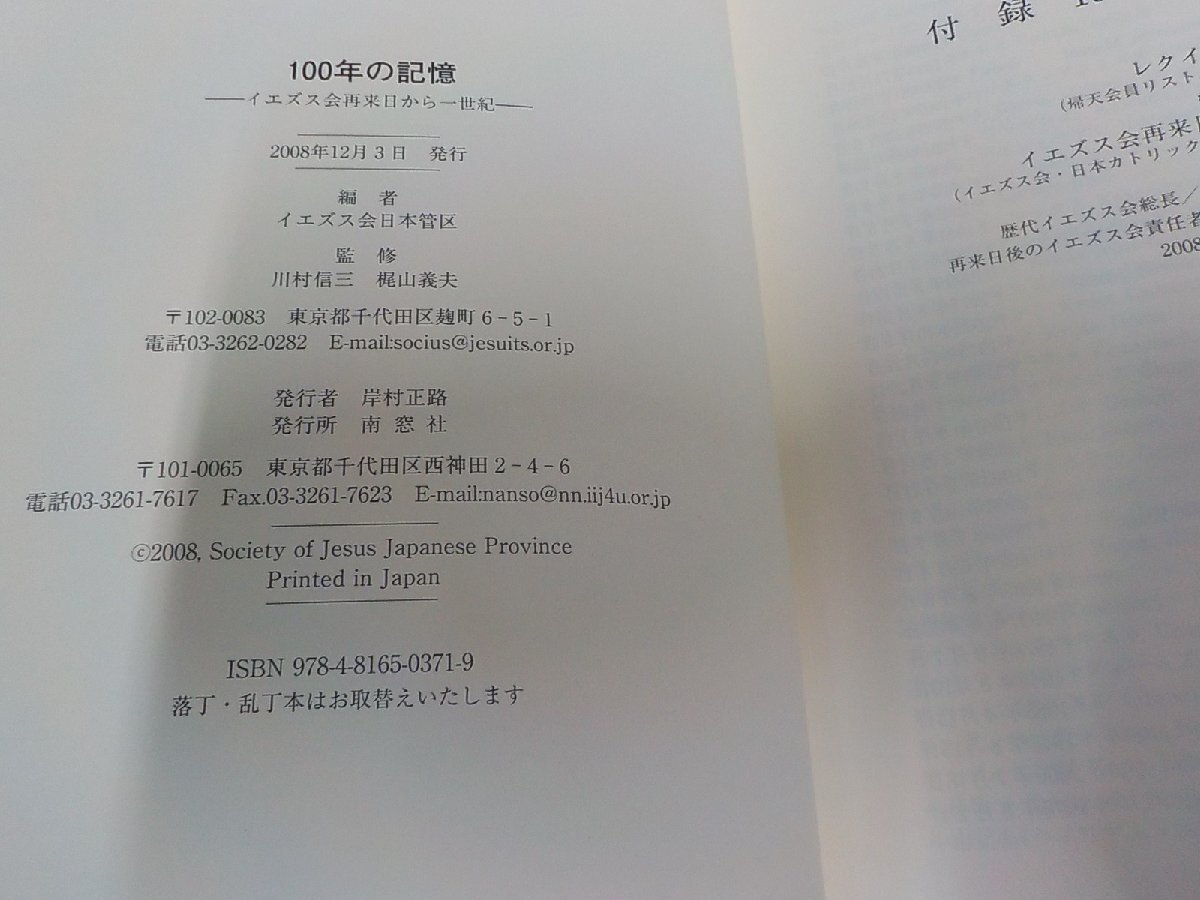 100年の記憶
――イエズス会再来日から一世紀――
2008年12月3日 発行
編 者
イエズス会日本管区
監 修
川村信三 梶山義夫
〒102-0083 東京都千代田区麹町6-5-1
電話03-3262-0282 E-mail:socius@jesuits.or.jp
発行者 岸村正路
発行所 南窓社
〒101-0065 東京都千代田区西神田2-4-6
電話03-3261-7617 Fax.03-3261-7623 E-mail:nanso@nn.iij4u.or.jp
©2008, Society of Jesus Japanese Province
Printed in Japan
ISBN 978-4-8165-0371-9
落丁・乱丁本はお取替えいたします
付 録
レクイ
(帰天会員リスト
イエズス会再来日
(イエズス会・日本カトリック
歴代イエズス会総長/
再来日後のイエズス会責任者
2008